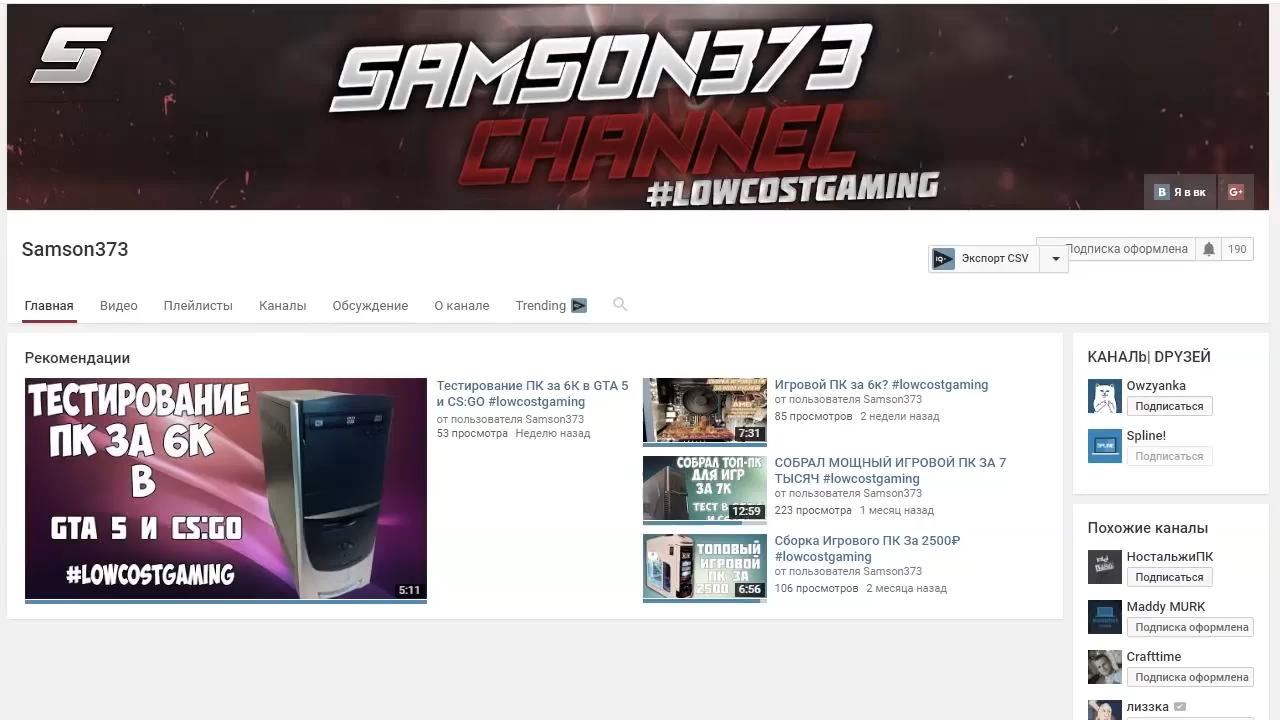 S
SAMSON373
CHANNEL
#LOWCOSTGAMING
B Я в вк G+
Samson373
IQ Экспорт CSV
Подписка оформлена 190
Главная Видео Плейлисты Каналы Обсуждение О канале Trending
Рекомендации
ТЕСТИРОВАНИЕ
ПК ЗА 6К
В
GTA 5 И CS:GO
#LOWCOSTGAMING
5:11
Тестирование ПК за 6К в GTA 5
и CS:GO #lowcostgaming
от пользователя Samson373
53 просмотра Неделю назад
AMD
7:31
Игровой ПК за 6к? #lowcostgaming
от пользователя Samson373
85 просмотров 2 недели назад
СОБРАЛ ТОП-ПК
ДЛЯ ИГР
ЗА 7К
ТЕСТ В
12:59
СОБРАЛ МОЩНЫЙ ИГРОВОЙ ПК ЗА 7
ТЫСЯЧ #lowcostgaming
от пользователя Samson373
223 просмотра 1 месяц назад
ТОПОВЫЙ
ИГРОВОЙ
ПК ЗА
2500
6:56
Сборка Игрового ПК За 2500₽
#lowcostgaming
от пользователя Samson373
106 просмотров 2 месяца назад
КАНАЛЬ| DРYЗЕЙ
Owzyanka
Подписаться
SPLINE
Spline!
Подписаться
Похожие каналы
НостальжиПК
Подписаться
Maddy MURK
Подписка оформлена
Crafttime
Подписка оформлена
лиззка